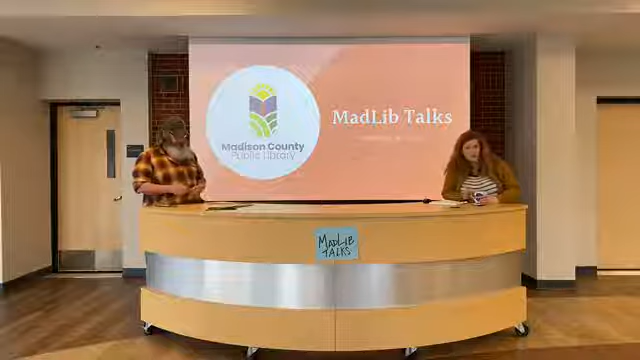 MadLib Talks
Madison County
Public Library
MADLIB
TALKS